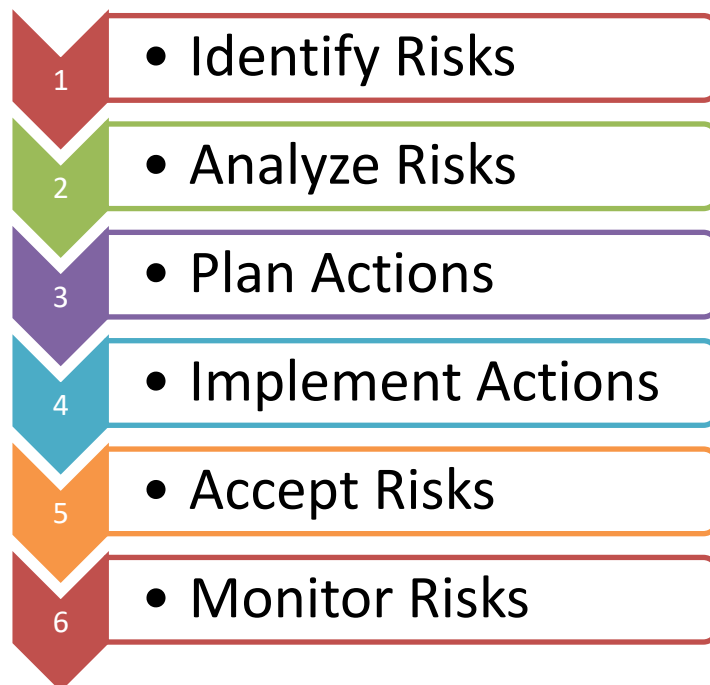 1 • Identify Risks
2 • Analyze Risks
3 • Plan Actions
4 • Implement Actions
5 • Accept Risks
6 • Monitor Risks